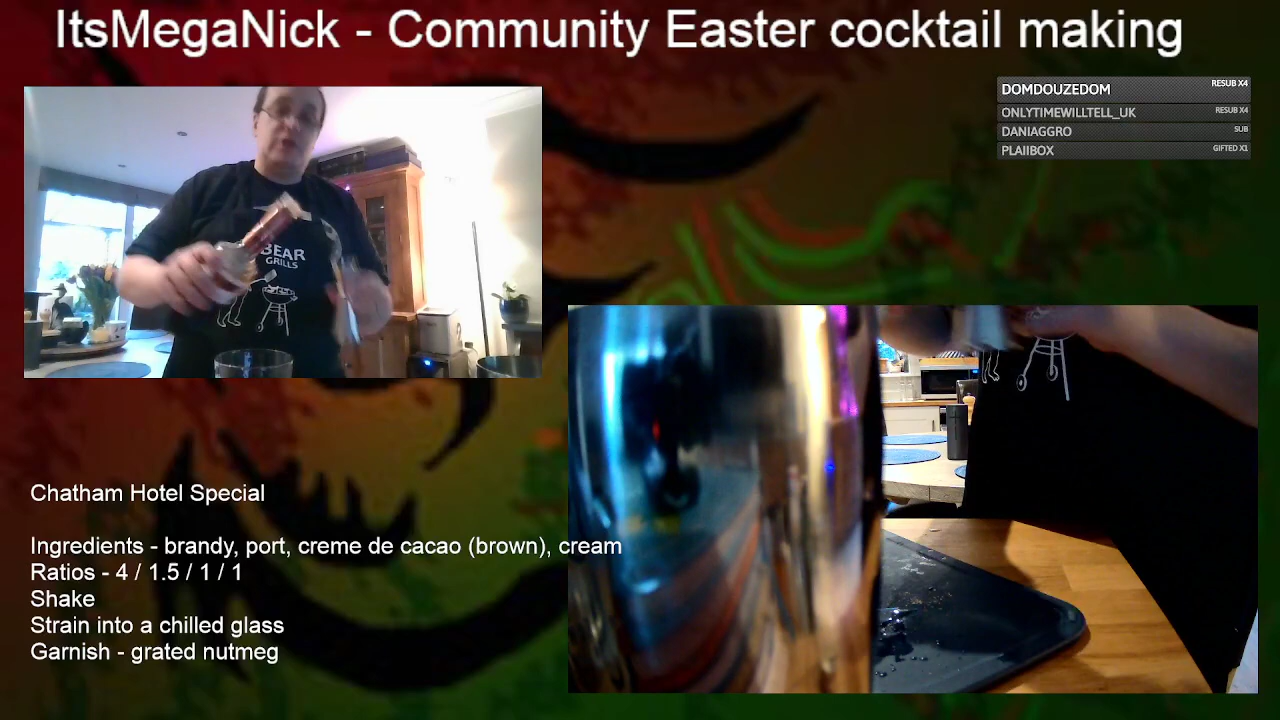 ItsMegaNick - Community Easter cocktail making
DOMDOUZEDOM RESUB X4
ONLYTIMEWILLTELL_UK RESUB X4
DANIAGGRO SUB
PLAIIBOX GIFTED X1
BEAR
GRILLS
Chatham Hotel Special
Ingredients - brandy, port, creme de cacao (brown), cream
Ratios - 4 / 1.5 / 1 / 1
Shake
Strain into a chilled glass
Garnish - grated nutmeg